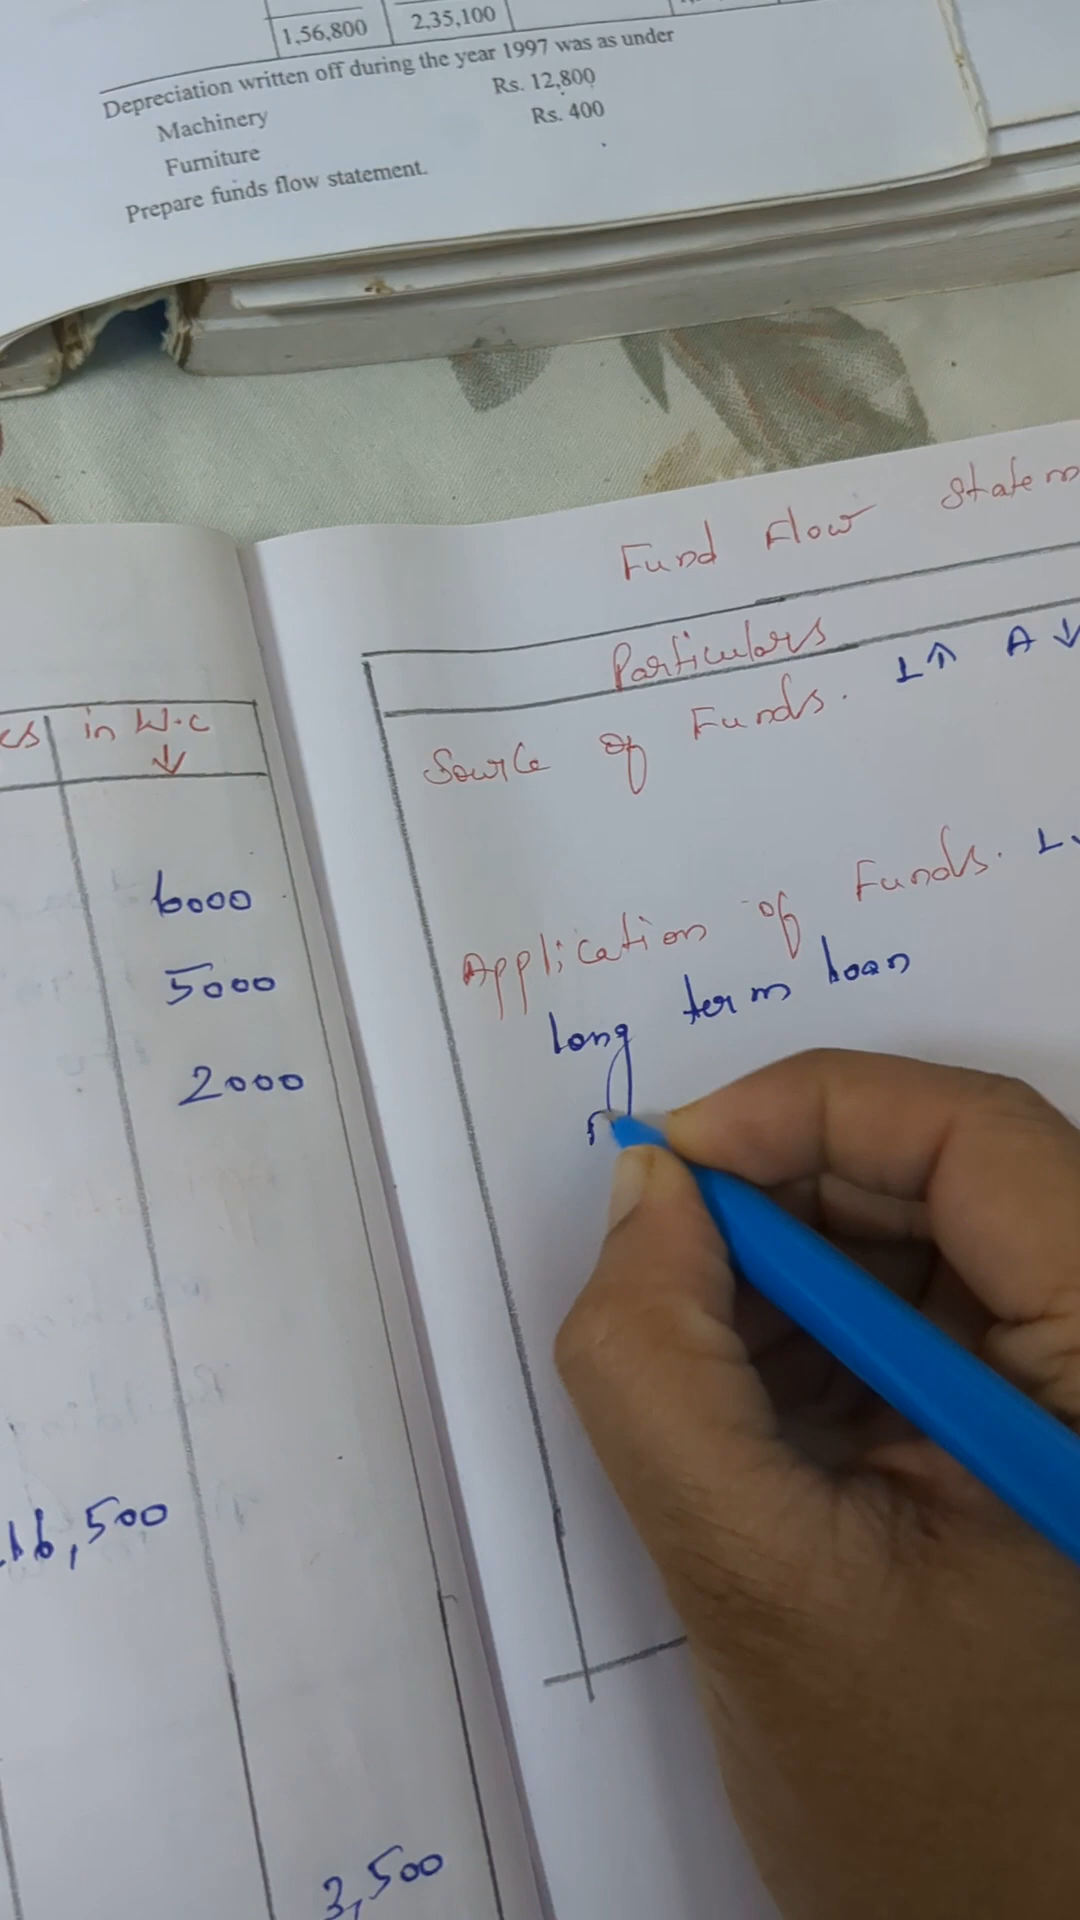 1,56,800 2,35,100
Depreciation written off during the year 1997 was as under
Machinery Rs. 12,800
Furniture Rs. 400
Prepare funds flow statement.
Fund Flow Statem
Particulars
Source of Funds. L↑ A↓
Application of Funds. L
long term loan
in W.C
↓
6000
5000
2000
16,500
3,500